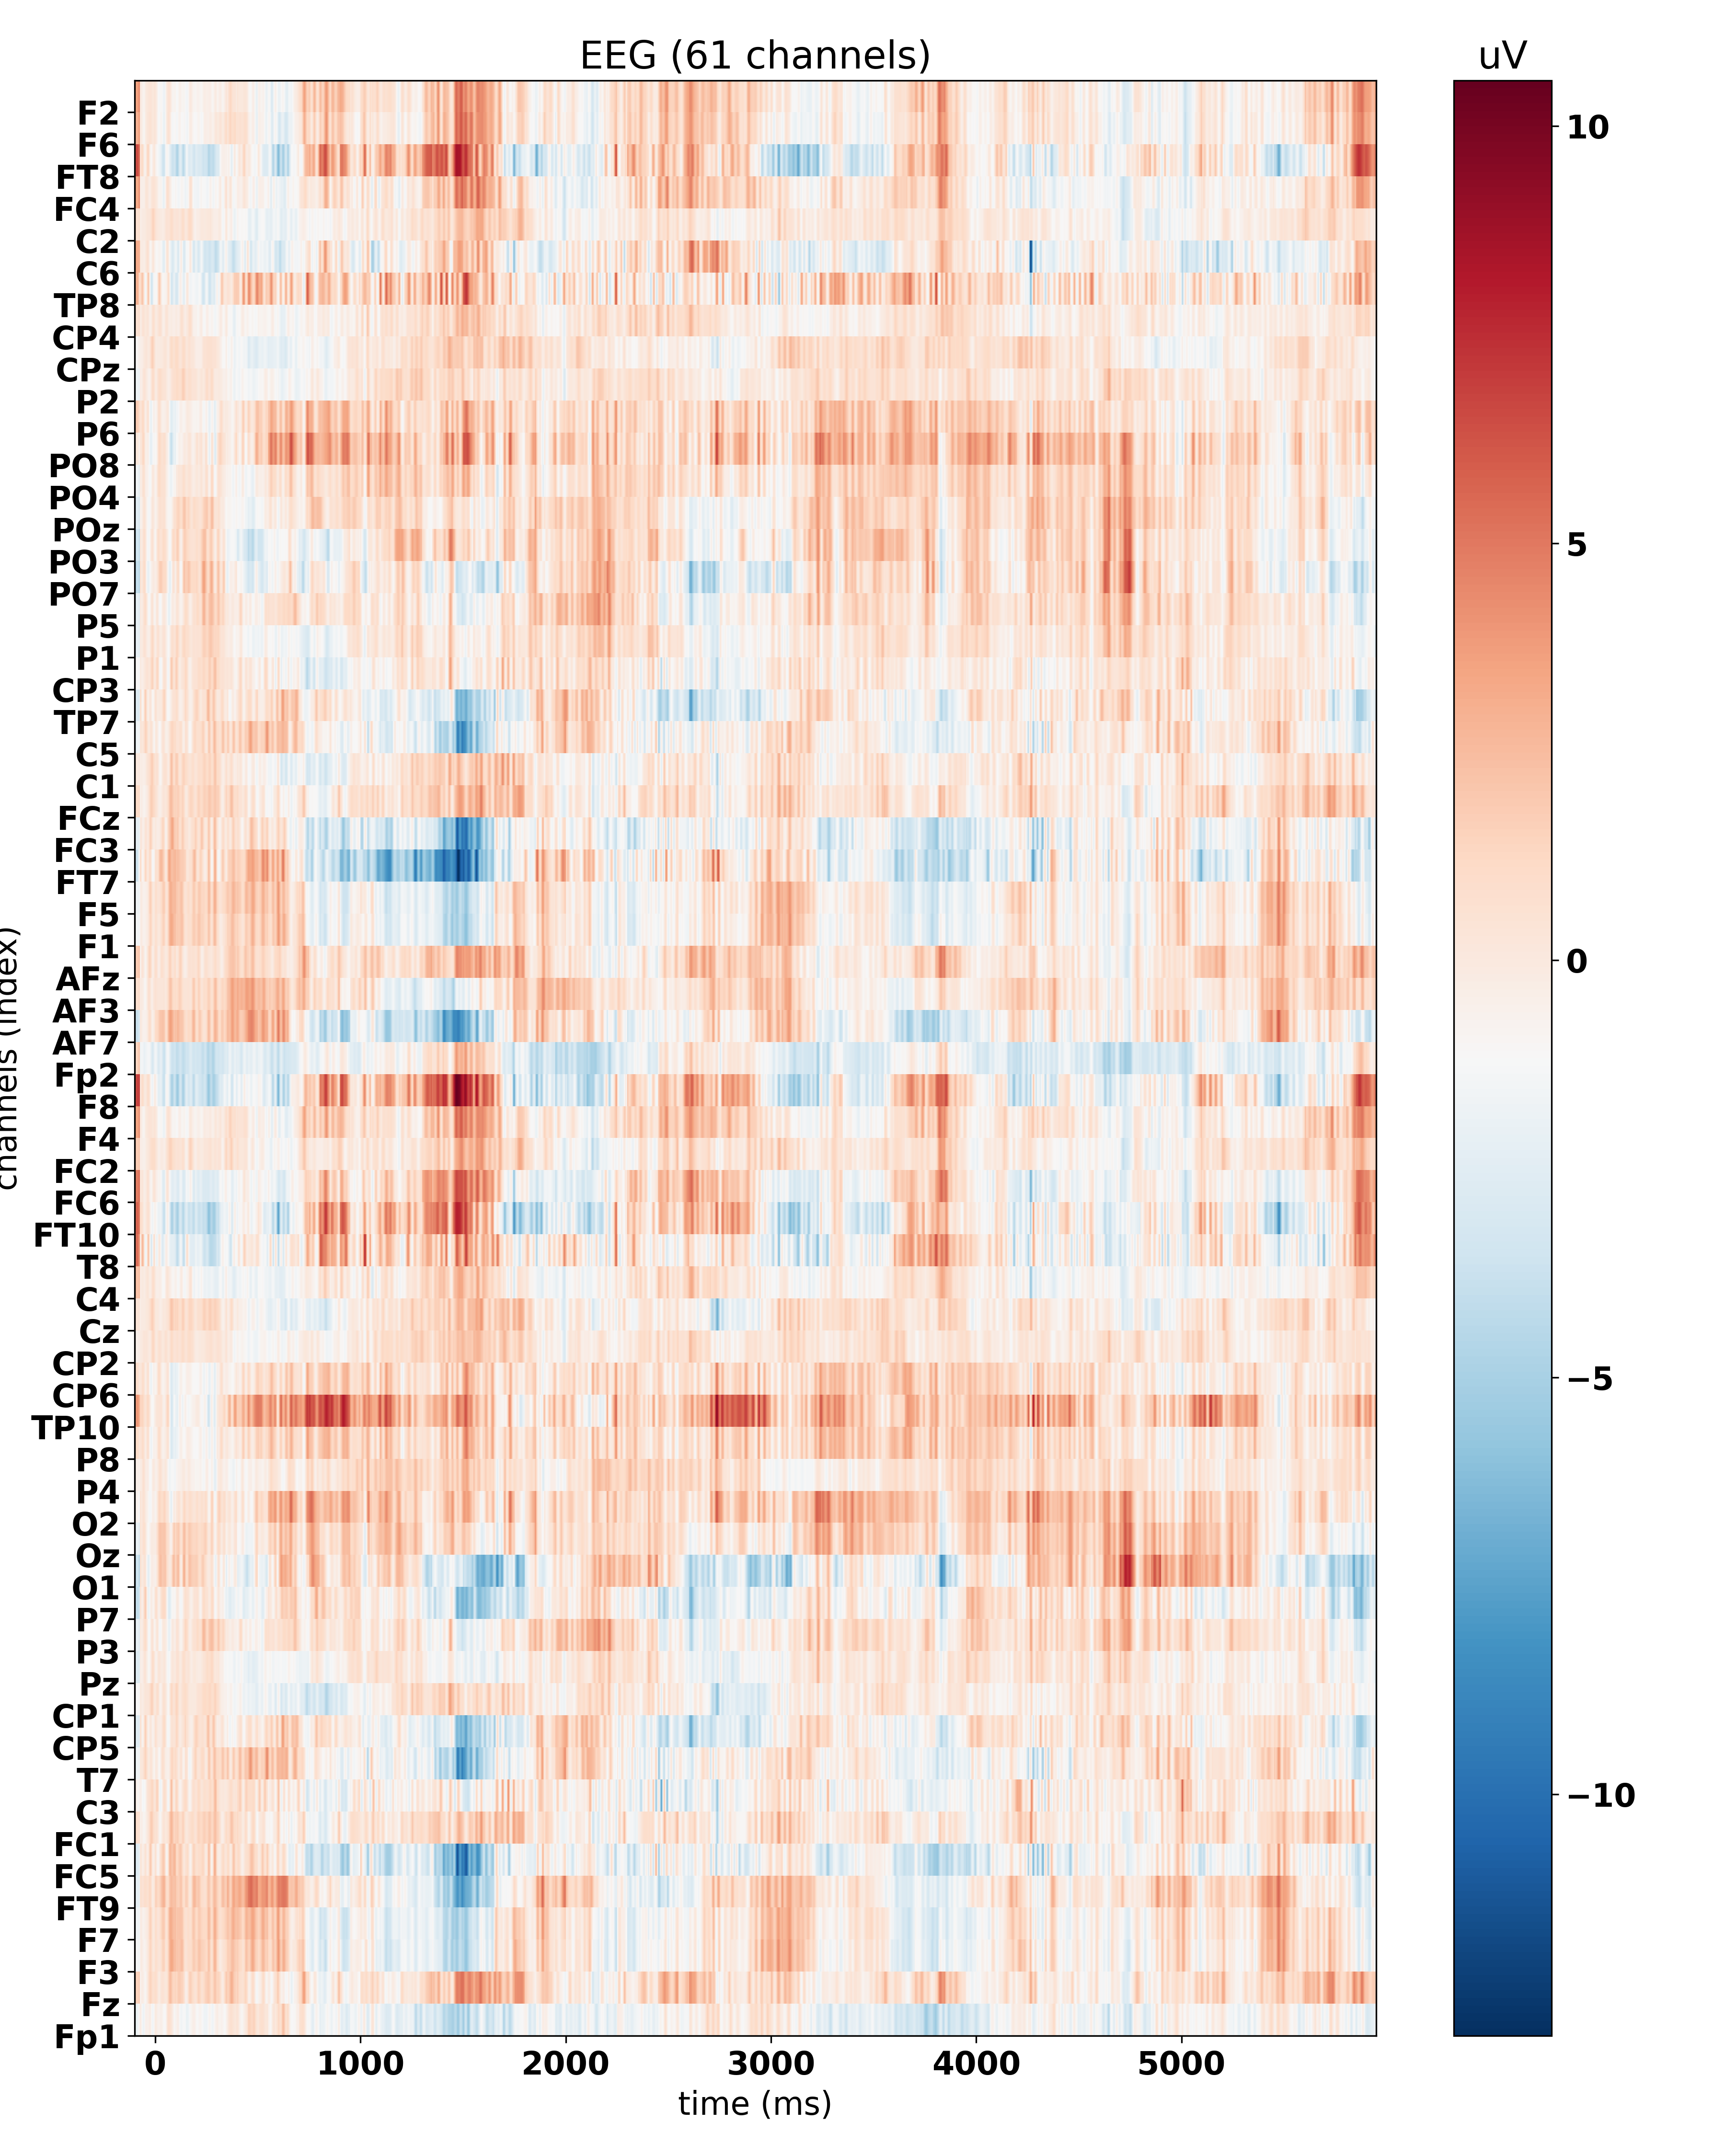 EEG (61 channels)
uV
F2
F6
FT8
FC4
C2
C6
TP8
CP4
CPz
P2
P6
PO8
PO4
POz
PO3
PO7
P5
P1
CP3
TP7
C5
C1
FCz
FC3
FT7
F5
F1
AFz
AF3
AF7
Fp2
F8
F4
FC2
FC6
FT10
T8
C4
Cz
CP2
CP6
TP10
P8
P4
O2
Oz
O1
P7
P3
Pz
CP1
CP5
T7
C3
FC1
FC5
FT9
F7
F3
Fz
Fp1
channels (index)
0 1000 2000 3000 4000 5000
time (ms)
10
5
0
−5
−10